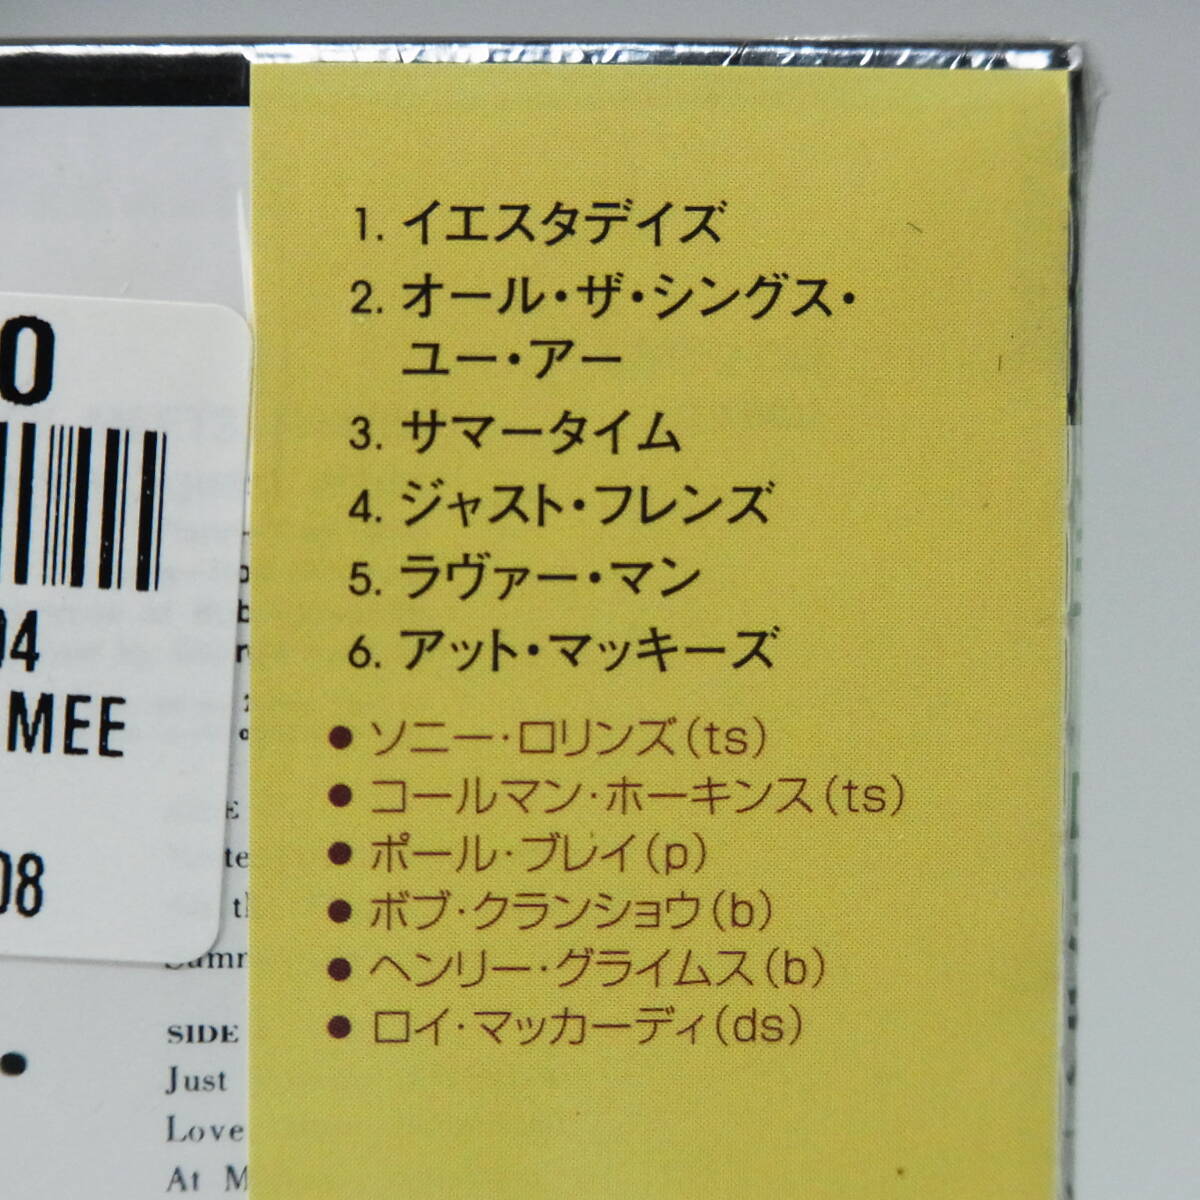 1. イエスタデイズ
2. オール・ザ・シングス・
ユー・アー
3. サマータイム
4. ジャスト・フレンズ
5. ラヴァー・マン
6. アット・マッキーズ
● ソニー・ロリンズ(ts)
● コールマン・ホーキンス(ts)
● ポール・ブレイ(p)
● ボブ・クランショウ(b)
● ヘンリー・グライムス(b)
● ロイ・マッカーディ(ds)
0
04
MEE
08
SIDE
Just
Love
At M